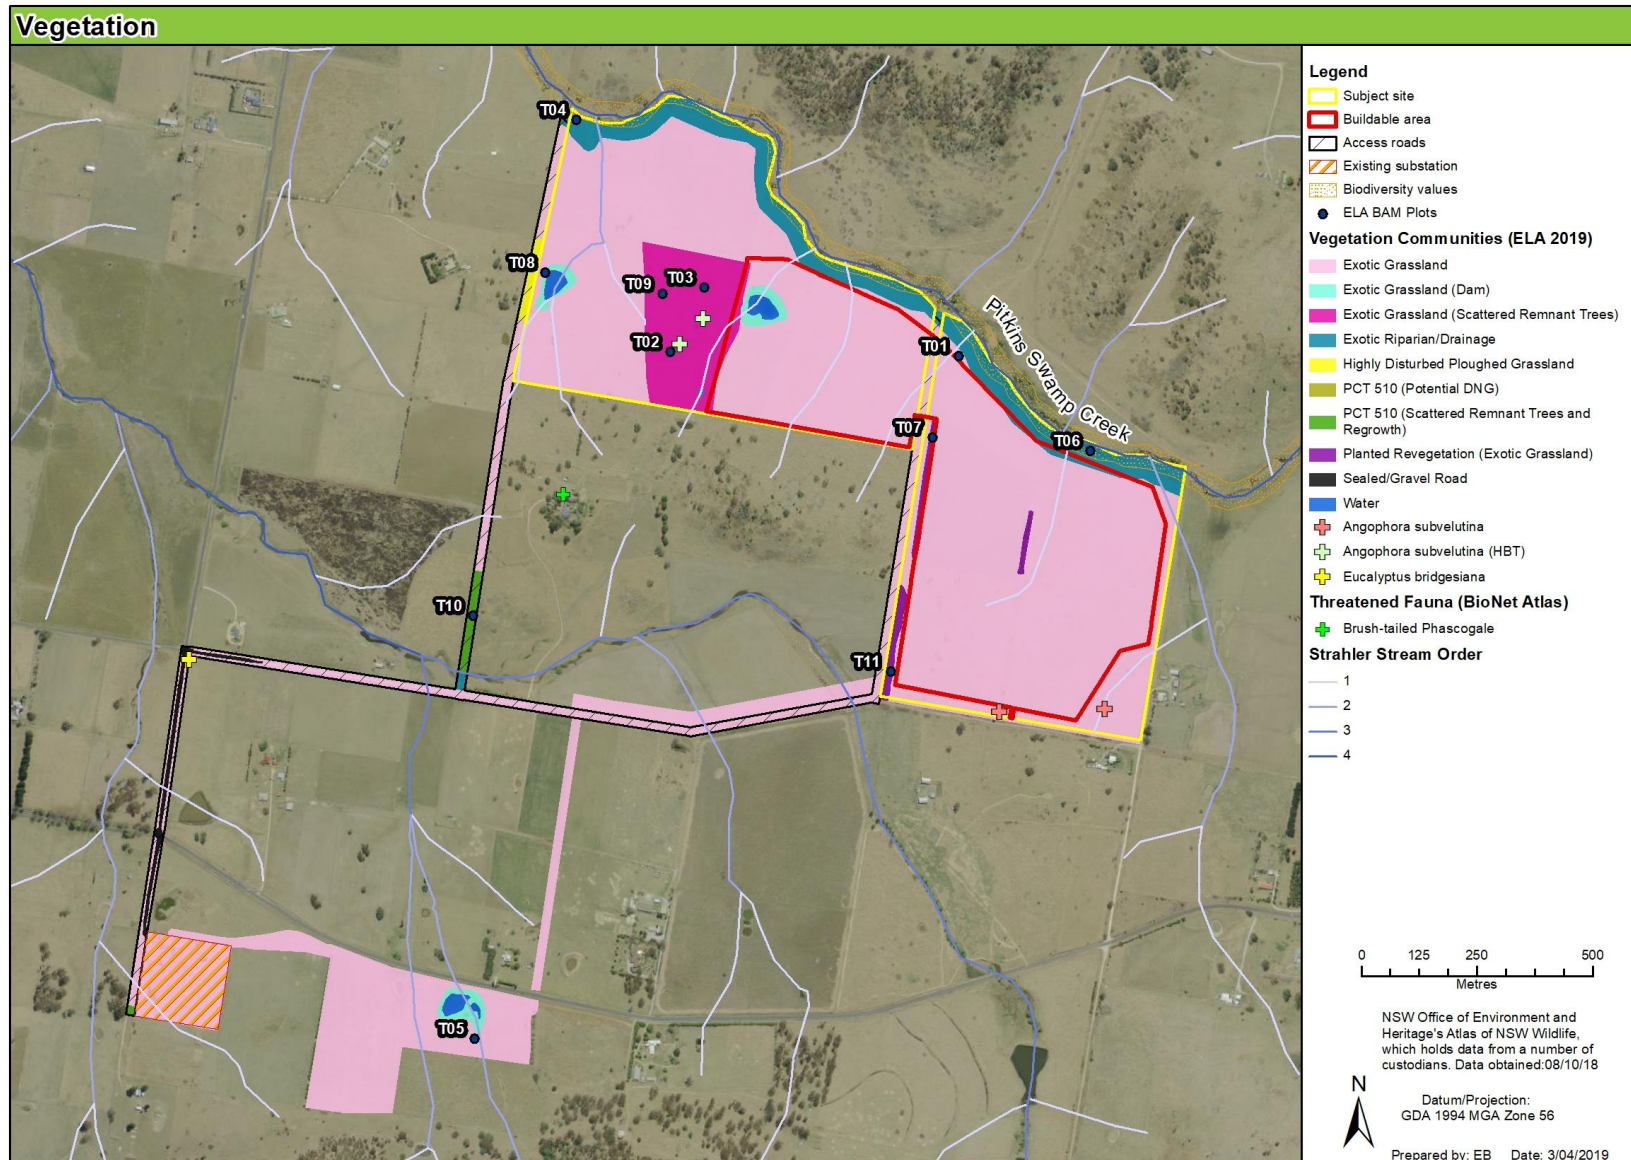 Vegetation
T04
T08
T09
T03
T02
T01
T07
T06
Pitkins Swamp Creek
T10
T11
T05
Legend
Subject site
Buildable area
Access roads
Existing substation
Biodiversity values
ELA BAM Plots
Vegetation Communities (ELA 2019)
Exotic Grassland
Exotic Grassland (Dam)
Exotic Grassland (Scattered Remnant Trees)
Exotic Riparian/Drainage
Highly Disturbed Ploughed Grassland
PCT 510 (Potential DNG)
PCT 510 (Scattered Remnant Trees and
Regrowth)
Planted Revegetation (Exotic Grassland)
Sealed/Gravel Road
Water
Angophora subvelutina
Angophora subvelutina (HBT)
Eucalyptus bridgesiana
Threatened Fauna (BioNet Atlas)
Brush-tailed Phascogale
Strahler Stream Order
1
2
3
4
0 125 250 500
Metres
NSW Office of Environment and
Heritage's Atlas of NSW Wildlife,
which holds data from a number of
custodians. Data obtained:08/10/18
N
Datum/Projection:
GDA 1994 MGA Zone 56
Prepared by: EB Date: 3/04/2019